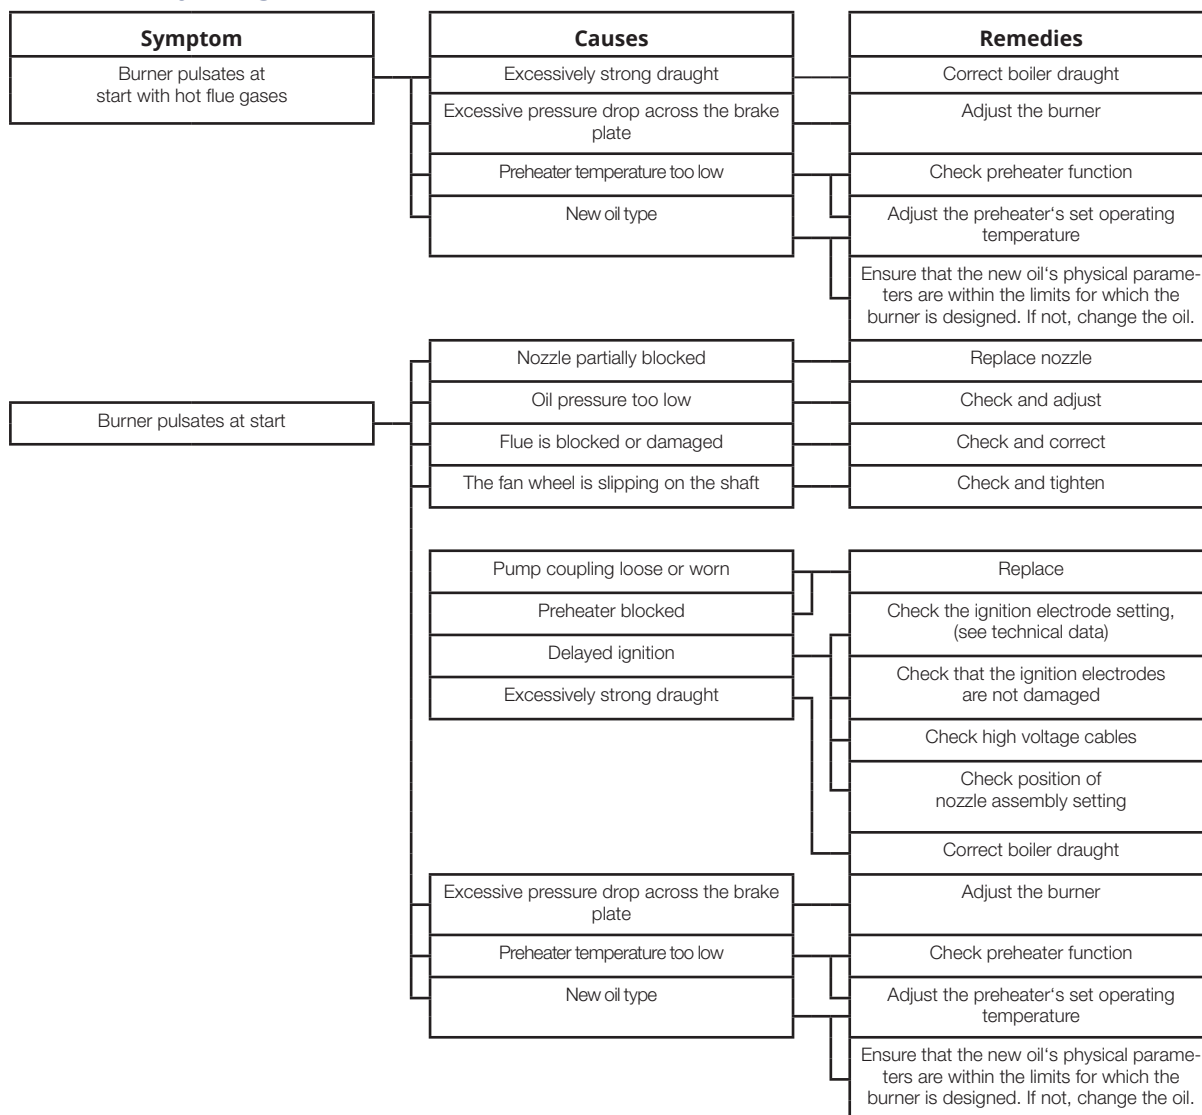 Symptom
Causes
Remedies
Burner pulsates at
start with hot flue gases
Excessively strong draught
Correct boiler draught
Excessive pressure drop across the brake
plate
Adjust the burner
Preheater temperature too low
Check preheater function
New oil type
Adjust the preheater‘s set operating
temperature
Ensure that the new oil‘s physical parame-
ters are within the limits for which the
burner is designed. If not, change the oil.
Burner pulsates at start
Nozzle partially blocked
Replace nozzle
Oil pressure too low
Check and adjust
Flue is blocked or damaged
Check and correct
The fan wheel is slipping on the shaft
Check and tighten
Pump coupling loose or worn
Replace
Preheater blocked
Check the ignition electrode setting,
(see technical data)
Delayed ignition
Check that the ignition electrodes
are not damaged
Excessively strong draught
Check high voltage cables
Check position of
nozzle assembly setting
Correct boiler draught
Excessive pressure drop across the brake
plate
Adjust the burner
Preheater temperature too low
Check preheater function
New oil type
Adjust the preheater‘s set operating
temperature
Ensure that the new oil‘s physical parame-
ters are within the limits for which the
burner is designed. If not, change the oil.